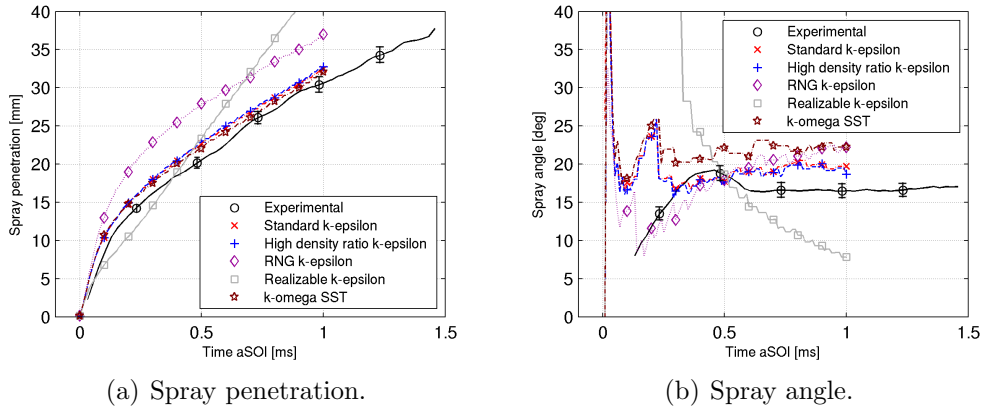 40
35
30
25
20
15
10
5
0
Spray penetration [mm]
Experimental
Standard k-epsilon
High density ratio k-epsilon
RNG k-epsilon
Realizable k-epsilon
k-omega SST
0
0.5
1
1.5
Time aSOI [ms]
(a) Spray penetration.
40
35
30
25
20
15
10
5
0
Spray angle [deg]
Experimental
Standard k-epsilon
High density ratio k-epsilon
RNG k-epsilon
Realizable k-epsilon
k-omega SST
0
0.5
1
1.5
Time aSOI [ms]
(b) Spray angle.